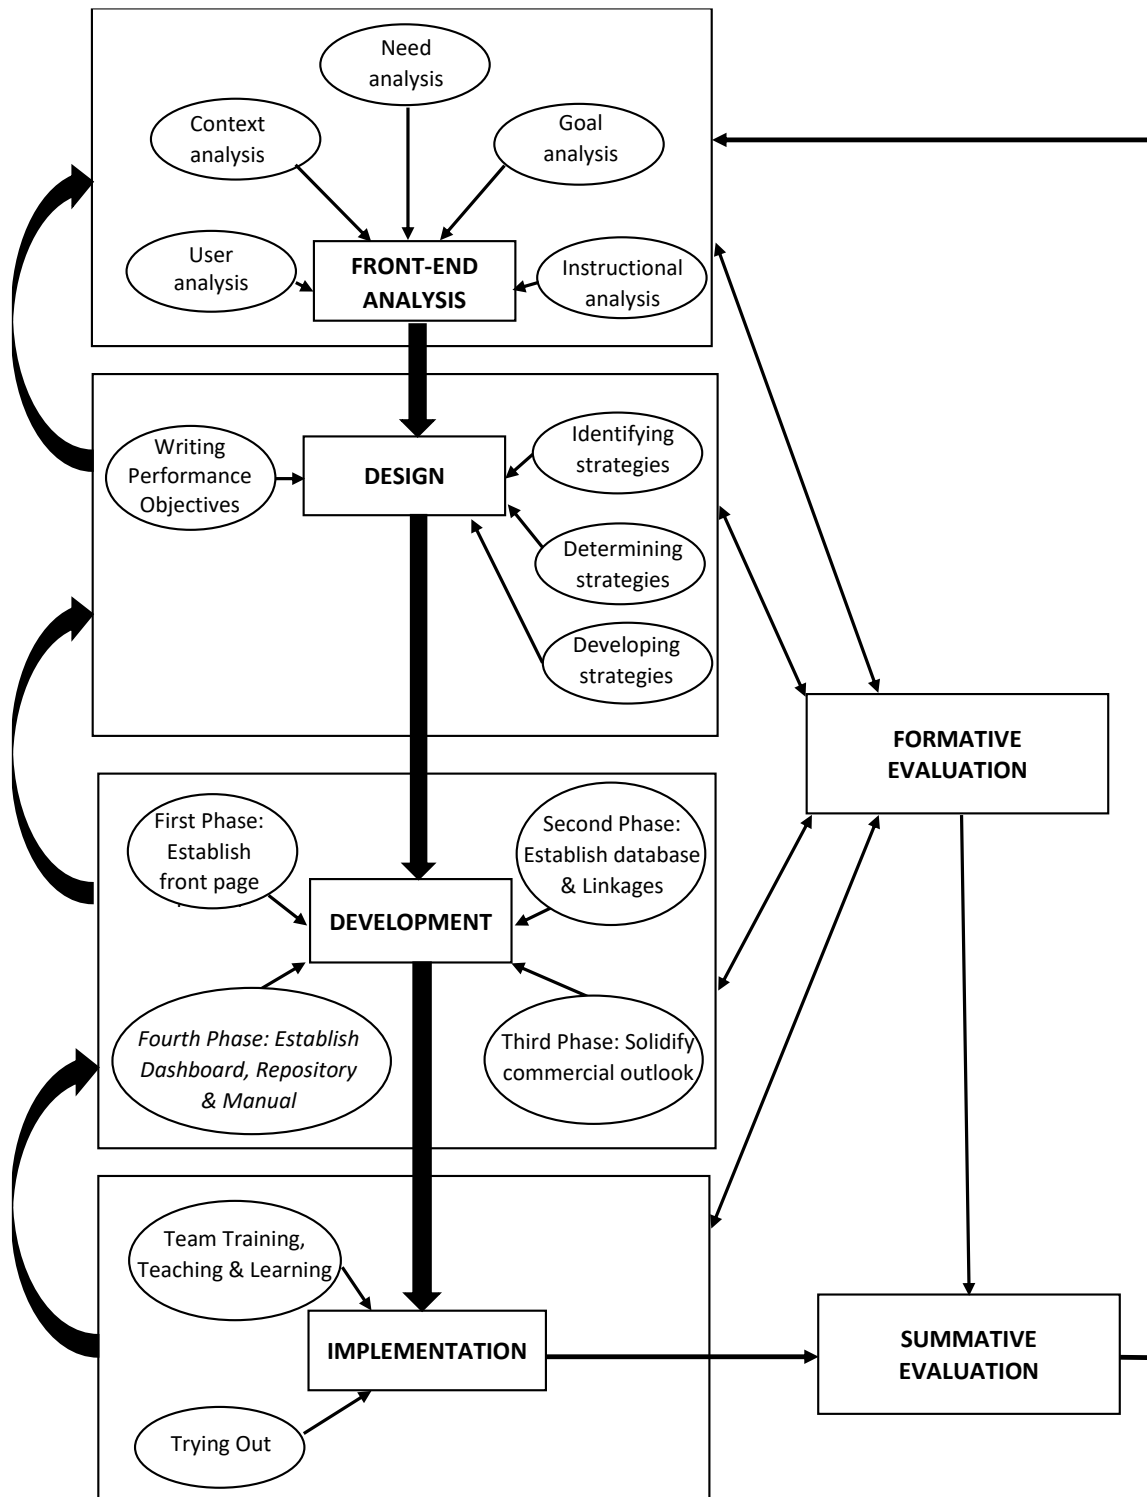 Need
analysis
Context
analysis
Goal
analysis
User
analysis
FRONT-END
ANALYSIS
Instructional
analysis
Writing
Performance
Objectives
DESIGN
Identifying
strategies
Determining
strategies
Developing
strategies
FORMATIVE
EVALUATION
First Phase:
Establish
front page
Second Phase:
Establish database
& Linkages
DEVELOPMENT
Fourth Phase: Establish
Dashboard, Repository
& Manual
Third Phase: Solidify
commercial outlook
Team Training,
Teaching & Learning
IMPLEMENTATION
SUMMATIVE
EVALUATION
Trying Out